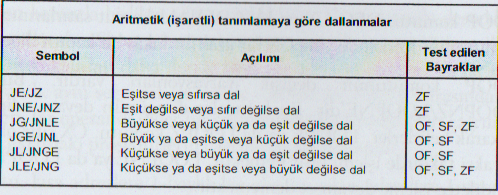 Aritmetik (işaretli) tanımlamaya göre dallanmalar
Sembol Açılımı Test edilen Bayraklar
JE/JZ Eşitse veya sıfırsa dal ZF
JNE/JNZ Eşit değilse veya sıfır değilse dal ZF
JG/JNLE Büyükse veya küçük ya da eşit değilse dal OF, SF, ZF
JGE/JNL Büyük ya da eşitse veya küçük değilse dal OF, SF
JL/JNGE Küçükse veya büyük ya da eşit değilse dal OF, SF
JLE/JNG Küçükse ya da eşitse veya büyük değilse dal OF, SF, ZF